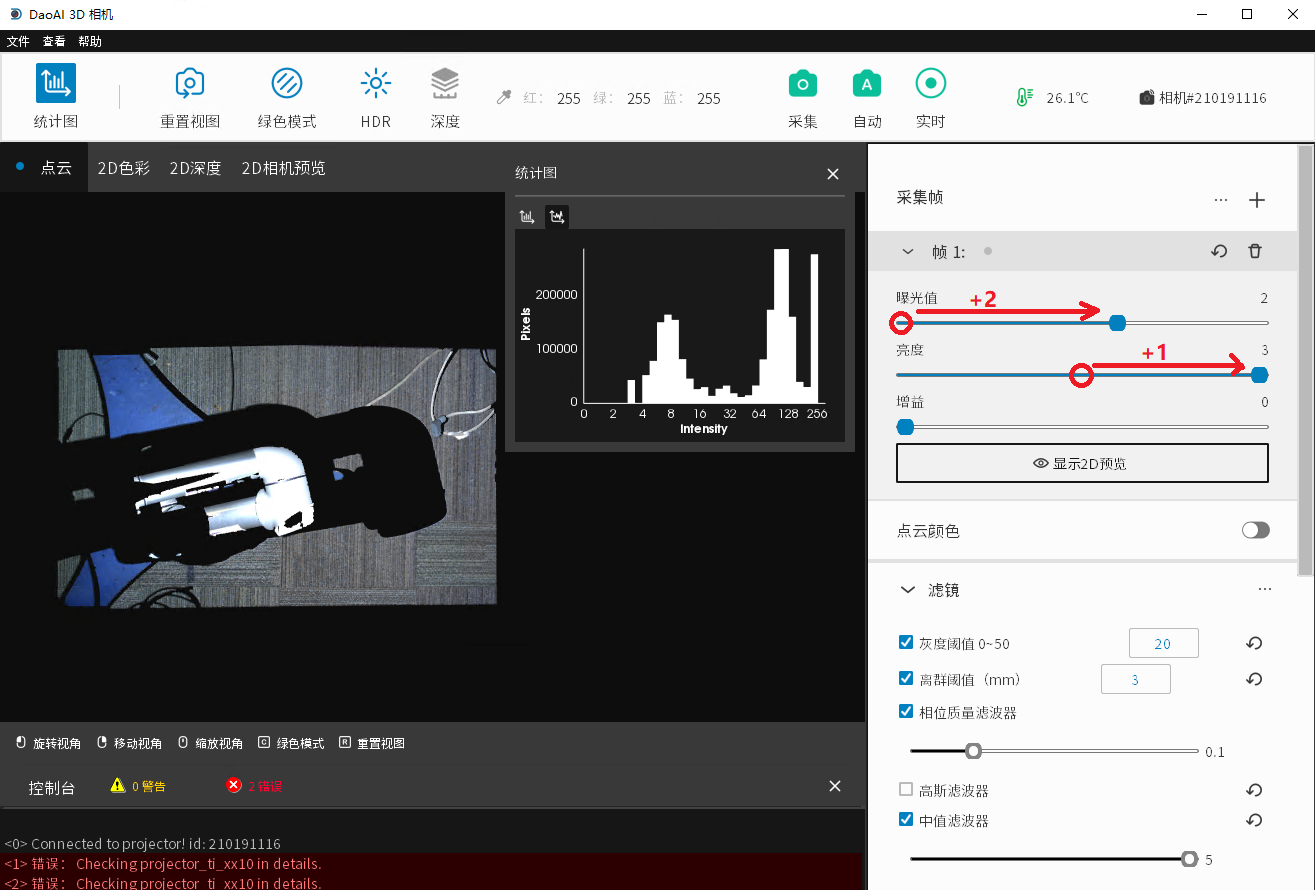 DaoAI 3D 相机
文件 查看 帮助
统计图 重置视图 绿色模式 HDR 深度 红: 255 绿: 255 蓝: 255 采集 自动 实时 26.1℃ 相机#210191116
点云 2D色彩 2D深度 2D相机预览
统计图
200000
100000
0
Pixels
0 2 4 8 16 32 64 128 256
Intensity
采集帧
帧 1:
曝光值 +2 2
亮度 +1 3
增益 0
显示2D预览
点云颜色
滤镜
灰度阈值 0~50 20
离群阈值（mm） 3
相位质量滤波器
0.1
高斯滤波器
中值滤波器
5
旋转视角 移动视角 缩放视角 C 绿色模式 R 重置视图
控制台 0 警告 2 错误
<0> Connected to projector! id: 210191116
<1> 错误： Checking projector_ti_xx10 in details.
<2> 错误： Checking projector_ti_xx10 in details.